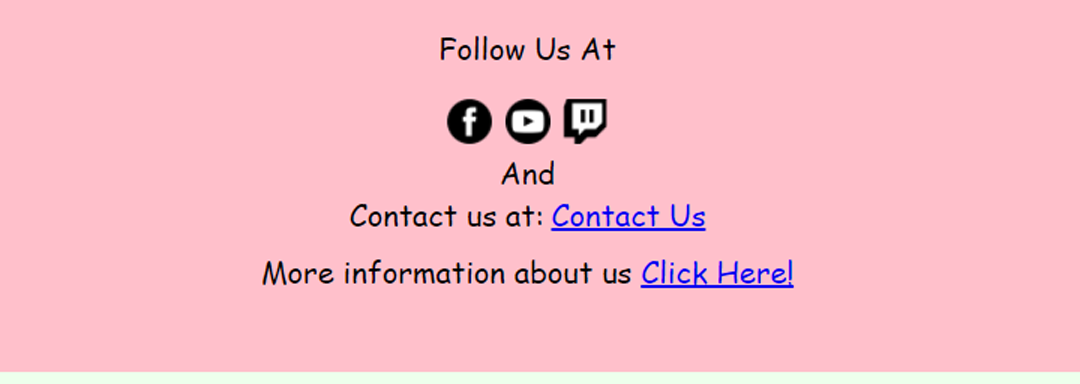 Follow Us At
And
Contact us at: Contact Us
More information about us Click Here!